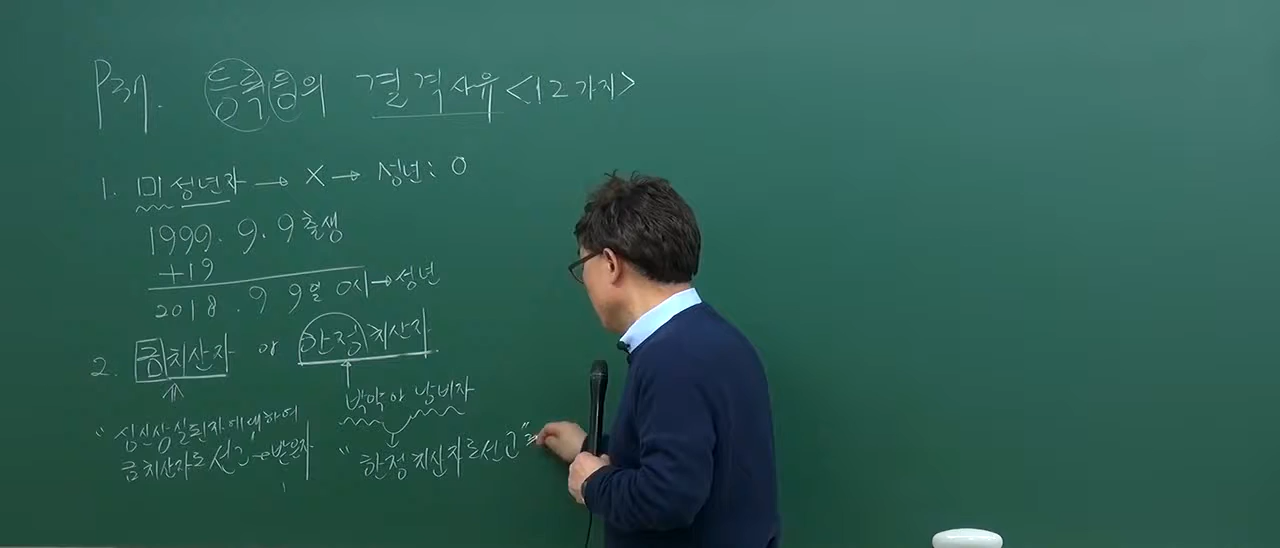 P37. 등록등의 결격사유 <12가지>
1. 미성년자 → X → 성년: O
1999. 9. 9 출생
+19
2018. 9 9일 0시 → 성년
2. 금치산자 or 한정치산자
박약 or 낭비자
"심신상실된자에대하여
금치산자로 선고 → 받은자
"한정치산자로선고"